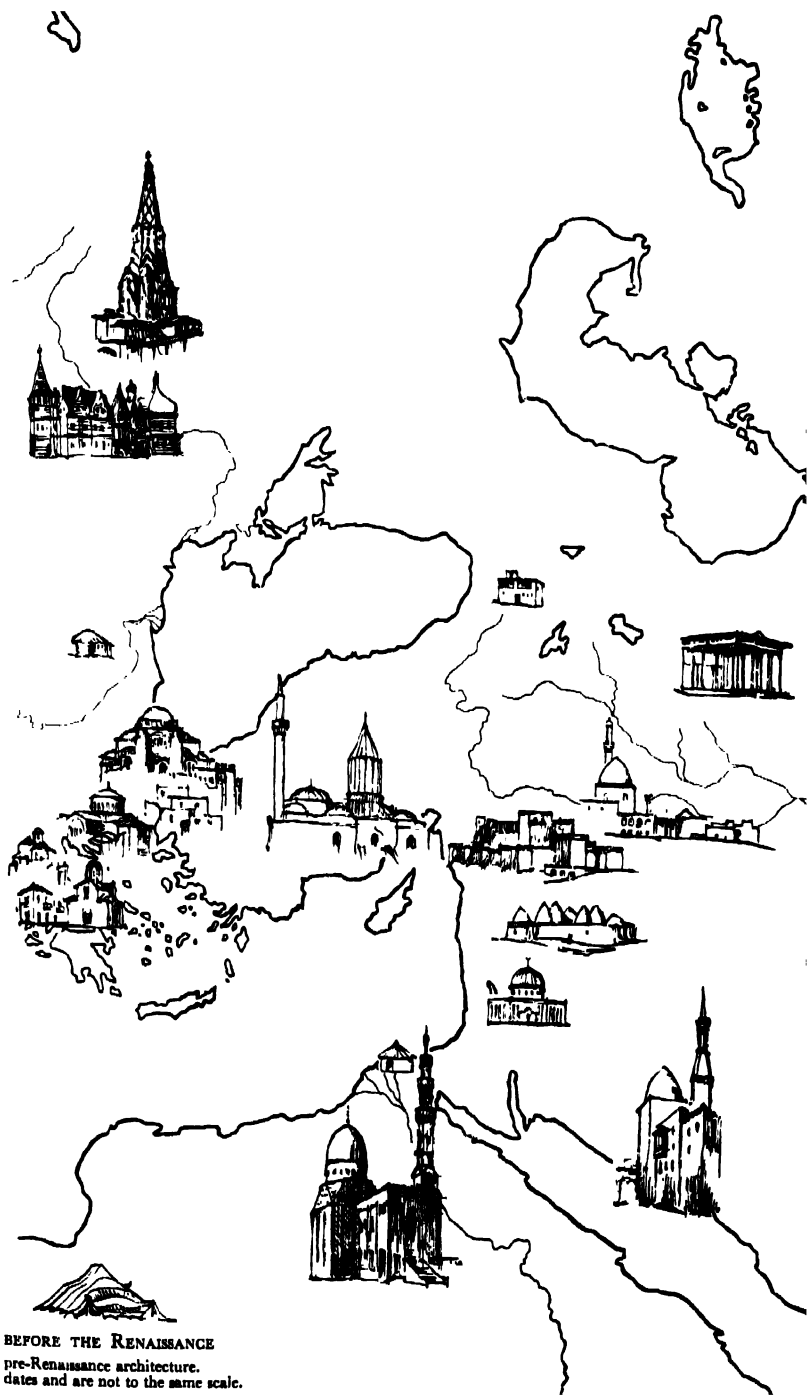 BEFORE THE RENAISSANCE
pre-Renaissance architecture.
dates and are not to the same scale.